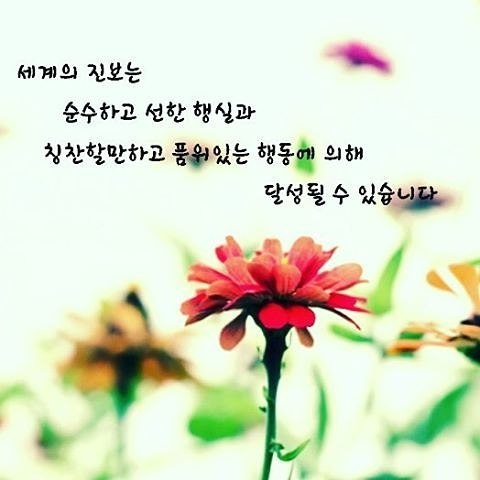 세계의 진보는
순수하고 선한 행실과
칭찬할만하고 품위있는 행동에 의해
달성될 수 있습니다